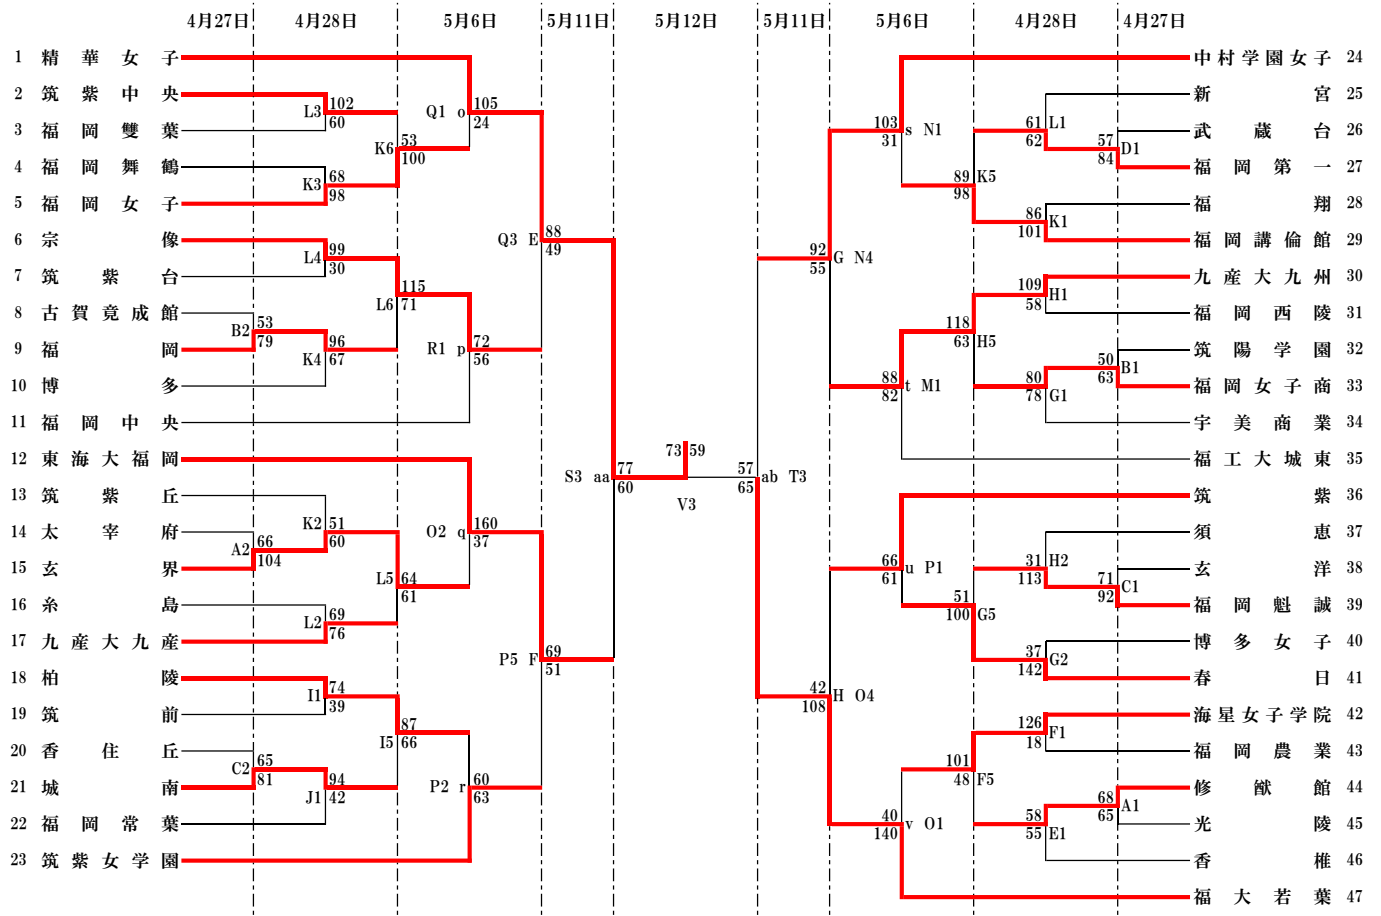 4月27日 4月28日 5月6日 5月11日 5月12日 5月11日 5月6日 4月28日 4月27日
1 精華女子
2 筑紫中央
3 福岡雙葉
4 福岡舞鶴
5 福岡女子
6 宗像
7 筑紫台
8 古賀竟成館
9 福岡
10 博多
11 福岡中央
12 東海大福岡
13 筑紫丘
14 太宰府
15 玄界
16 糸島
17 九産大九産
18 柏陵
19 筑前
20 香住丘
21 城南
22 福岡常葉
23 筑紫女学園
B2 53 79
A2 66 104
C2 65 81
L3 102 60
K3 68 98
L4 99 30
K4 96 67
K2 51 60
L2 69 76
I1 74 39
J1 94 42
K6 53 100
L6 115 71
L5 64 61
I5 87 66
Q1 o 105 24
R1 p 72 56
O2 q 160 37
P2 r 60 63
Q3 E 88 49
P5 F 69 51
S3 aa 77 60
73 59
V3
57 65 ab T3
92 55 G N4
42 108 H O4
103 31 s N1
88 82 t M1
66 61 u P1
40 140 v O1
89 98 K5
118 63 H5
51 100 G5
101 48 F5
61 62 L1
86 101 K1
109 58 H1
80 78 G1
31 113 H2
37 142 G2
126 18 F1
58 55 E1
57 84 D1
50 63 B1
71 92 C1
68 65 A1
中村学園女子 24
新宮 25
武蔵台 26
福岡第一 27
福翔 28
福岡講倫館 29
九産大九州 30
福岡西陵 31
筑陽学園 32
福岡女子商 33
宇美商業 34
福工大城東 35
筑紫 36
須恵 37
玄洋 38
福岡魁誠 39
博多女子 40
春日 41
海星女子学院 42
福岡農業 43
修猷館 44
光陵 45
香椎 46
福大若葉 47